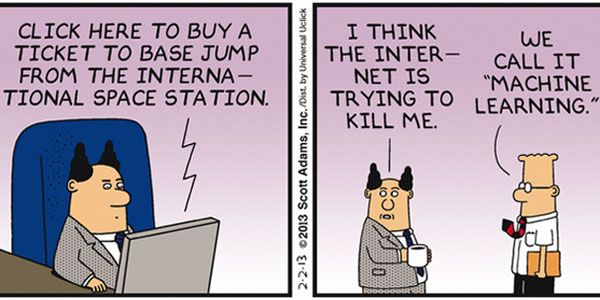 CLICK HERE TO BUY A
TICKET TO BASE JUMP
FROM THE INTERNA–
TIONAL SPACE STATION.
2-2-13 ©2013 Scott Adams, Inc. /Dist. by Universal Uclick
I THINK
THE INTER–
NET IS
TRYING TO
KILL ME.
WE
CALL IT
“MACHINE
LEARNING.”